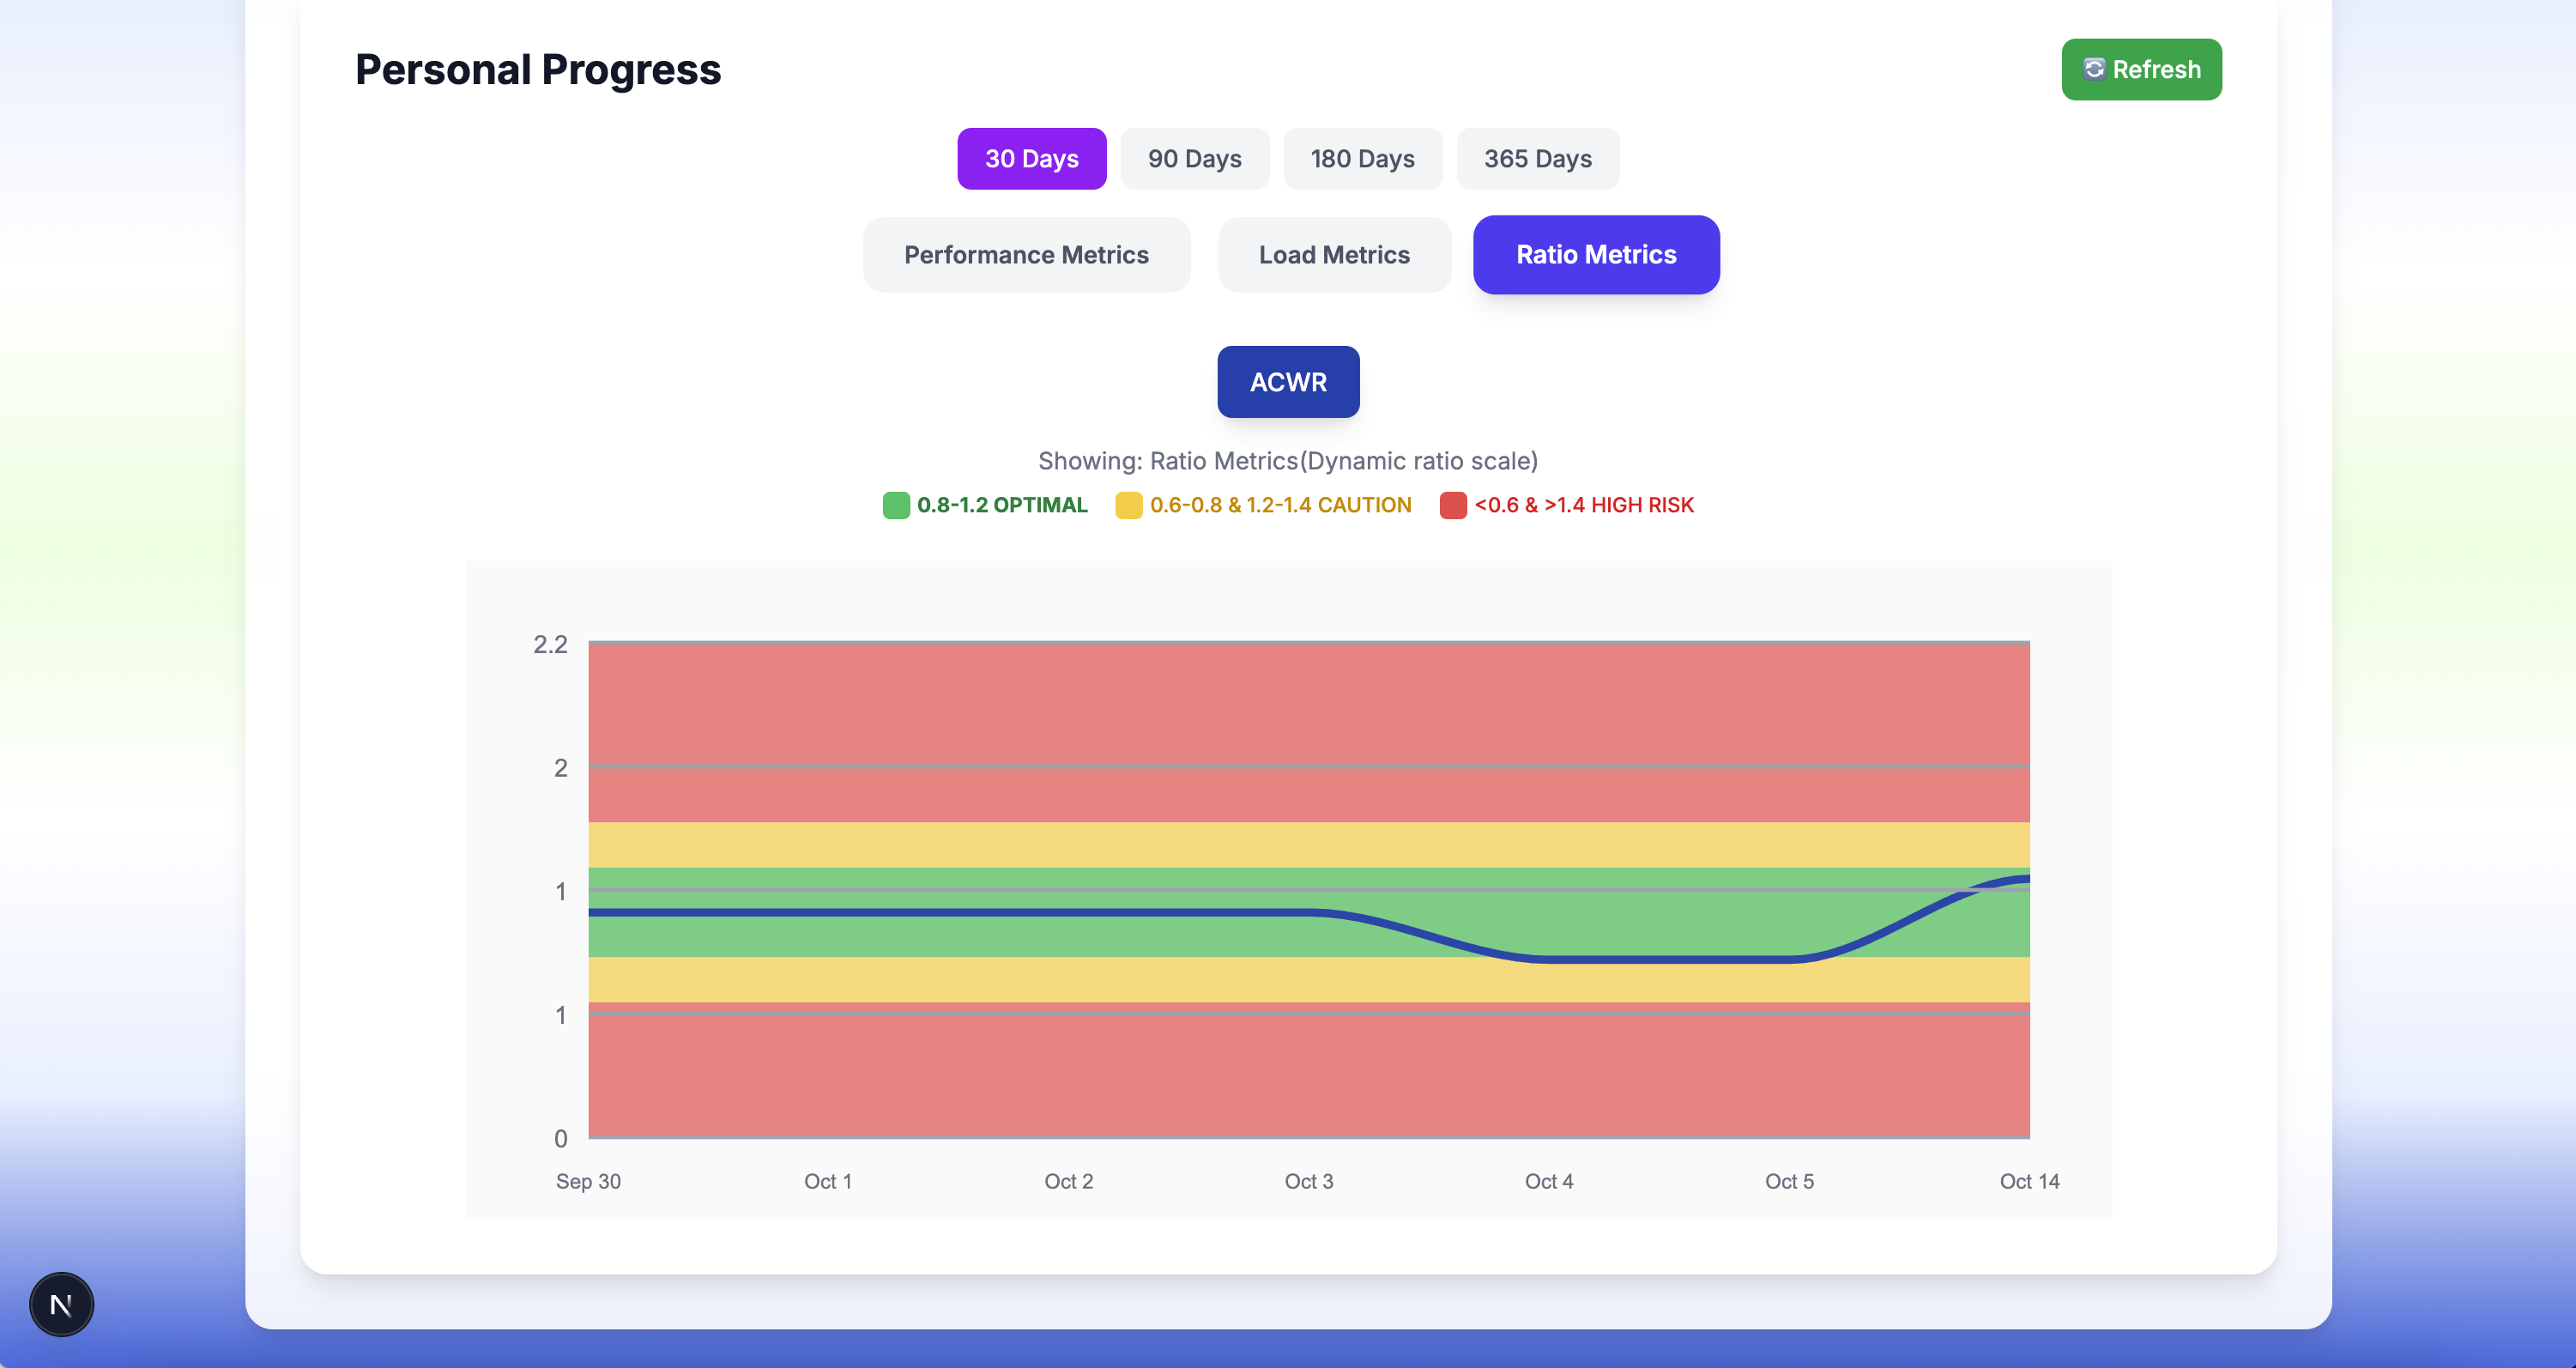 Personal Progress
Refresh
30 Days
90 Days
180 Days
365 Days
Performance Metrics
Load Metrics
Ratio Metrics
ACWR
Showing: Ratio Metrics(Dynamic ratio scale)
0.8-1.2 OPTIMAL
0.6-0.8 & 1.2-1.4 CAUTION
<0.6 & >1.4 HIGH RISK
2.2
2
1
1
0
Sep 30
Oct 1
Oct 2
Oct 3
Oct 4
Oct 5
Oct 14
N